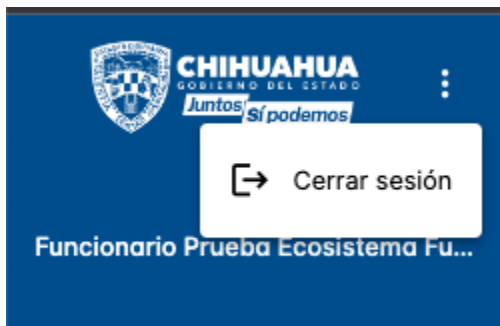 CHIHUAHUA
GOBIERNO DEL ESTADO
Juntos Sí podemos
Cerrar sesión
Funcionario Prueba Ecosistema Fu...